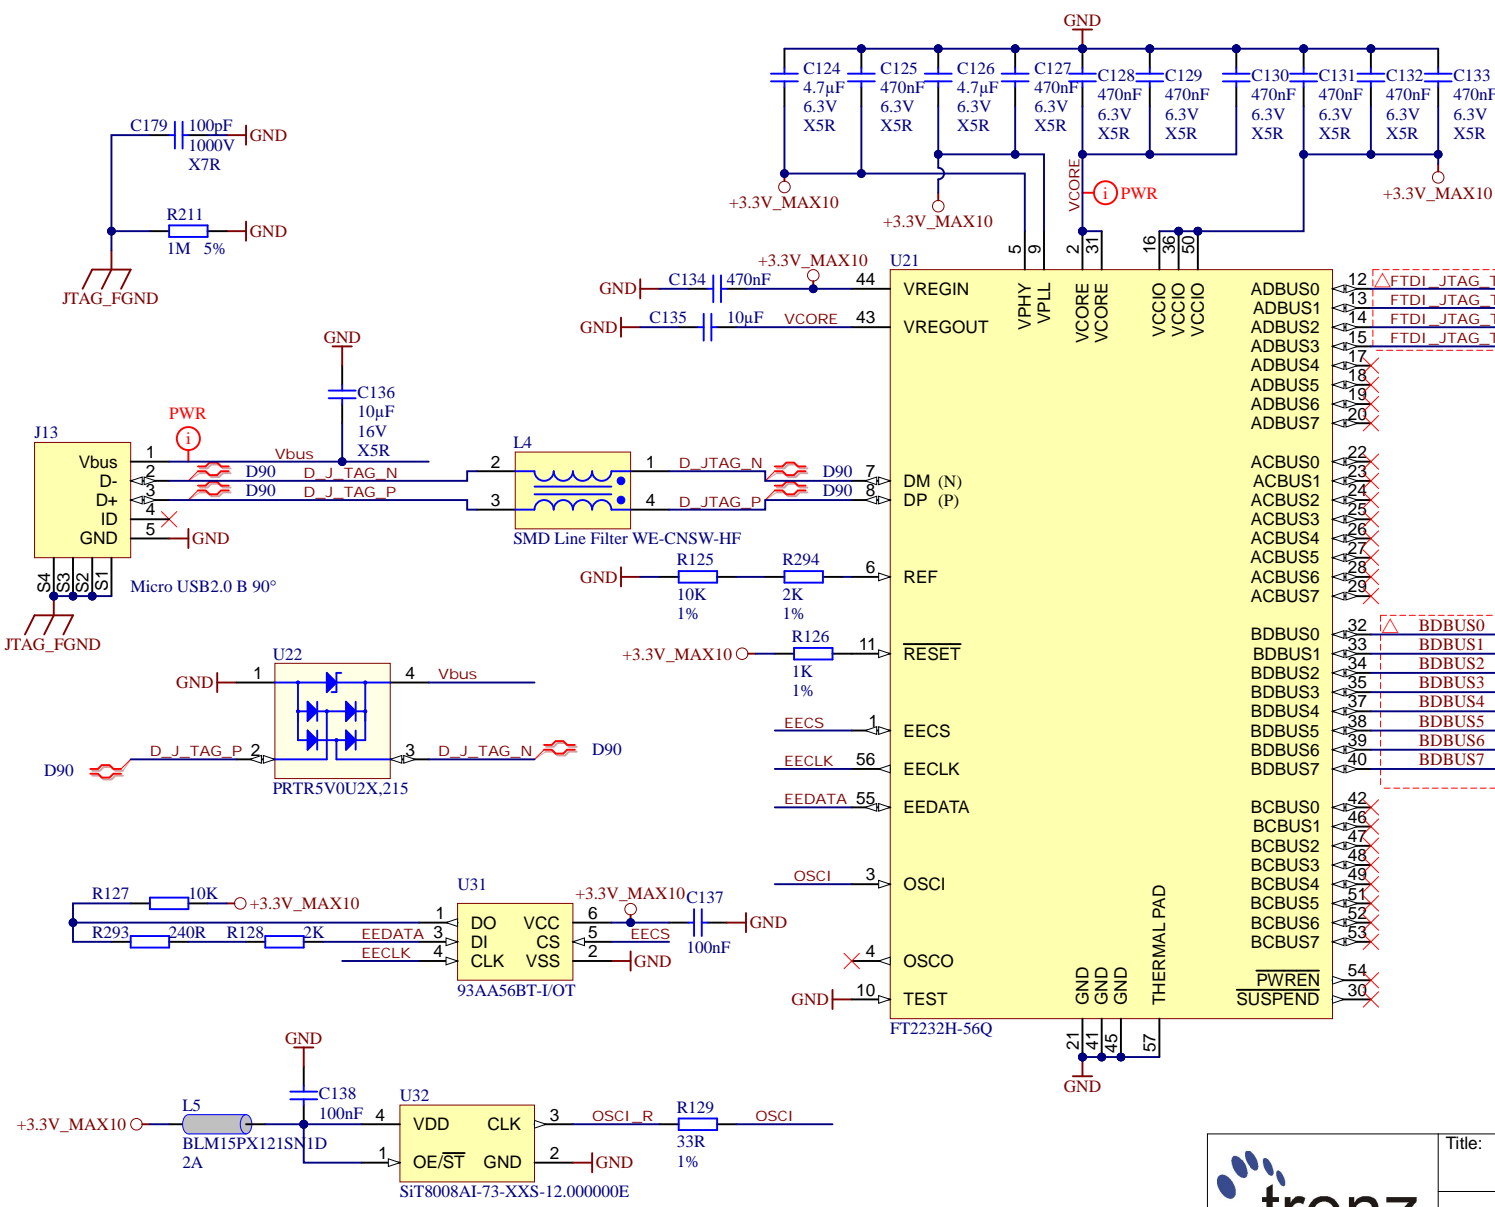 GND
C124
4.7µF
6.3V
X5R
C125
470nF
6.3V
X5R
C126
4.7µF
6.3V
X5R
C127
470nF
6.3V
X5R
C128
470nF
6.3V
X5R
C129
470nF
6.3V
X5R
C130
470nF
6.3V
X5R
C131
470nF
6.3V
X5R
C132
470nF
6.3V
X5R
C133
470nF
6.3V
X5R
+3.3V_MAX10
+3.3V_MAX10
VCORE
i PWR
+3.3V_MAX10
C179 100pF GND
1000V
X7R
R211 GND
1M 5%
JTAG_FGND
GND
C136
10µF
16V
X5R
J13
PWR
i
Vbus 1 Vbus
D- 2 D90 D_J_TAG_N
D+ 3 D90 D_J_TAG_P
ID 4
GND 5 GND
S4 S3 S2 S1
Micro USB2.0 B 90°
JTAG_FGND
L4
2 1 D_JTAG_N D90
3 4 D_JTAG_P D90
SMD Line Filter WE-CNSW-HF
GND C134 470nF +3.3V_MAX10
GND C135 10µF VCORE
GND R125 R294
10K 2K
1% 1%
+3.3V_MAX10 R126
1K
1%
EECS
EECLK
EEDATA
OSCI
GND
U21
44 VREGIN
43 VREGOUT
7 DM (N)
8 DP (P)
6 REF
11 RESET
1 EECS
56 EECLK
55 EEDATA
3 OSCI
4 OSCO
10 TEST
5 VPHY
9 VPLL
2 VCORE
31 VCORE
16 VCCIO
36 VCCIO
50 VCCIO
ADBUS0 12 FTDI_JTAG_T
ADBUS1 13 FTDI_JTAG_T
ADBUS2 14 FTDI_JTAG_T
ADBUS3 15 FTDI_JTAG_T
ADBUS4 17
ADBUS5 18
ADBUS6 19
ADBUS7 20
ACBUS0 22
ACBUS1 23
ACBUS2 24
ACBUS3 25
ACBUS4 26
ACBUS5 27
ACBUS6 28
ACBUS7 29
BDBUS0 32 BDBUS0
BDBUS1 33 BDBUS1
BDBUS2 34 BDBUS2
BDBUS3 35 BDBUS3
BDBUS4 37 BDBUS4
BDBUS5 38 BDBUS5
BDBUS6 39 BDBUS6
BDBUS7 40 BDBUS7
BCBUS0 42
BCBUS1 46
BCBUS2 47
BCBUS3 48
BCBUS4 49
BCBUS5 51
BCBUS6 52
BCBUS7 53
PWREN 54
SUSPEND 30
GND 21
GND 41
GND 45
THERMAL PAD 57
FT2232H-56Q
GND
U22
GND 1 4 Vbus
D90 D_J_TAG_P 2 3 D_J_TAG_N D90
PRTR5V0U2X,215
R127 10K +3.3V_MAX10
R293 240R R128 2K EEDATA
EECLK
U31
1 DO VCC 6
3 DI CS 5 EECS
4 CLK VSS 2 GND
93AA56BT-I/OT
+3.3V_MAX10 C137 GND
100nF
GND
C138
100nF
+3.3V_MAX10 L5
BLM15PX121SN1D
2A
U32
4 VDD CLK 3 OSCI_R R129 OSCI
33R
1%
1 OE/ST GND 2 GND
SiT8008AI-73-XXS-12.000000E
Title:
trenz